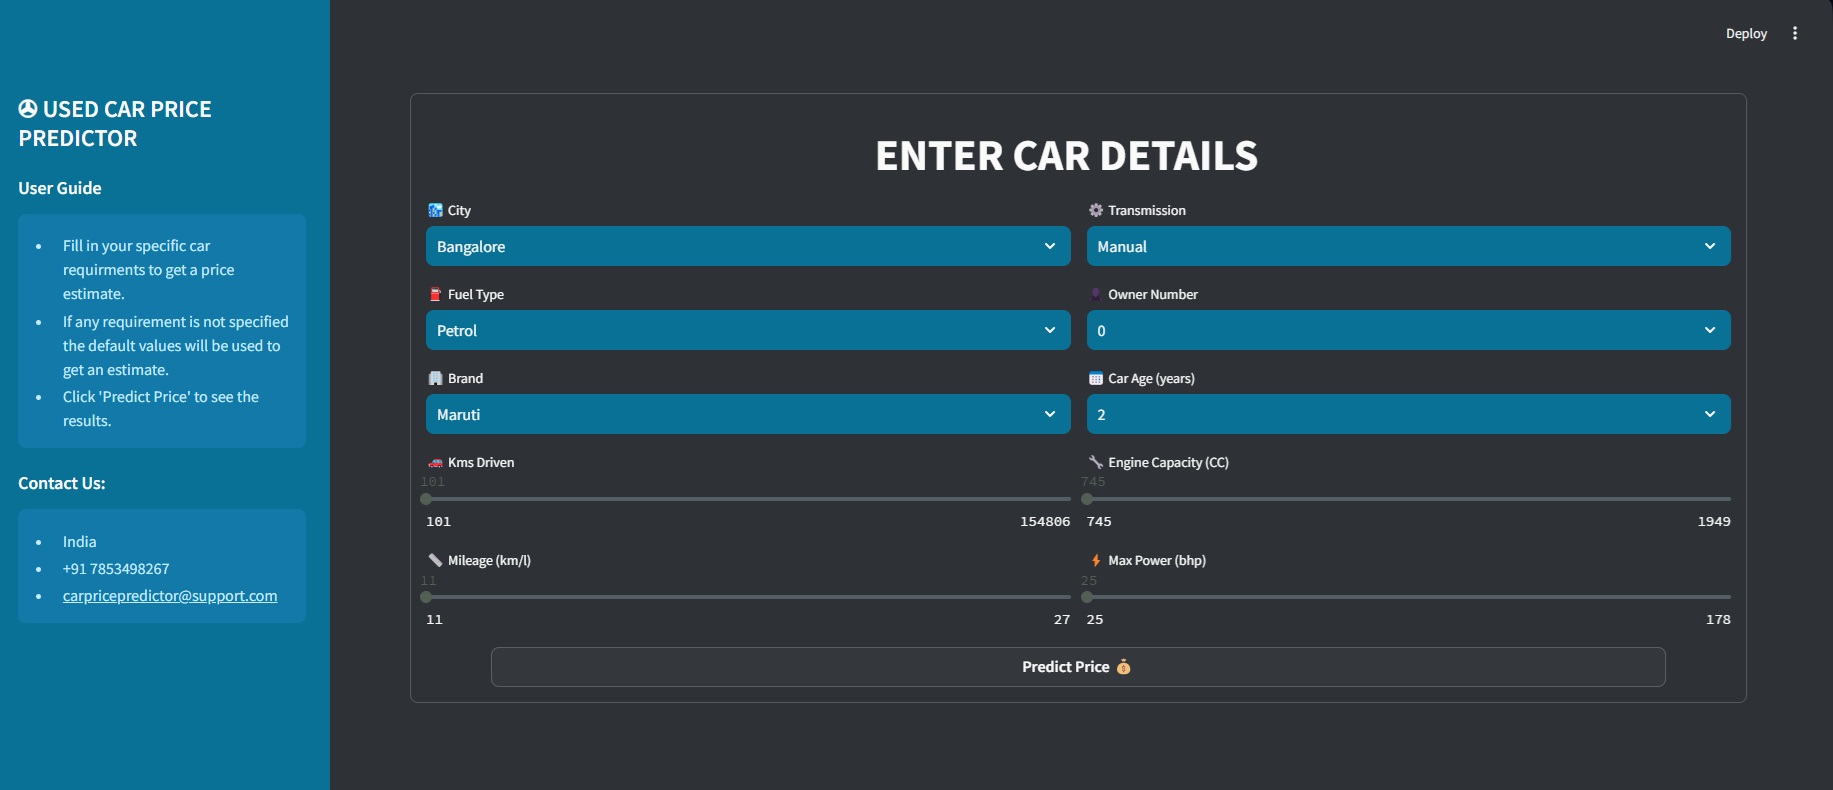 Deploy
USED CAR PRICE
PREDICTOR
User Guide
Fill in your specific car
requirments to get a price
estimate.
If any requirement is not specified
the default values will be used to
get an estimate.
Click 'Predict Price' to see the
results.
Contact Us:
India
+91 7853498267
carpricepredictor@support.com
ENTER CAR DETAILS
City
Bangalore
Transmission
Manual
Fuel Type
Petrol
Owner Number
0
Brand
Maruti
Car Age (years)
2
Kms Driven
101
101 154806
Engine Capacity (CC)
745
745 1949
Mileage (km/l)
11
11 27
Max Power (bhp)
25
25 178
Predict Price